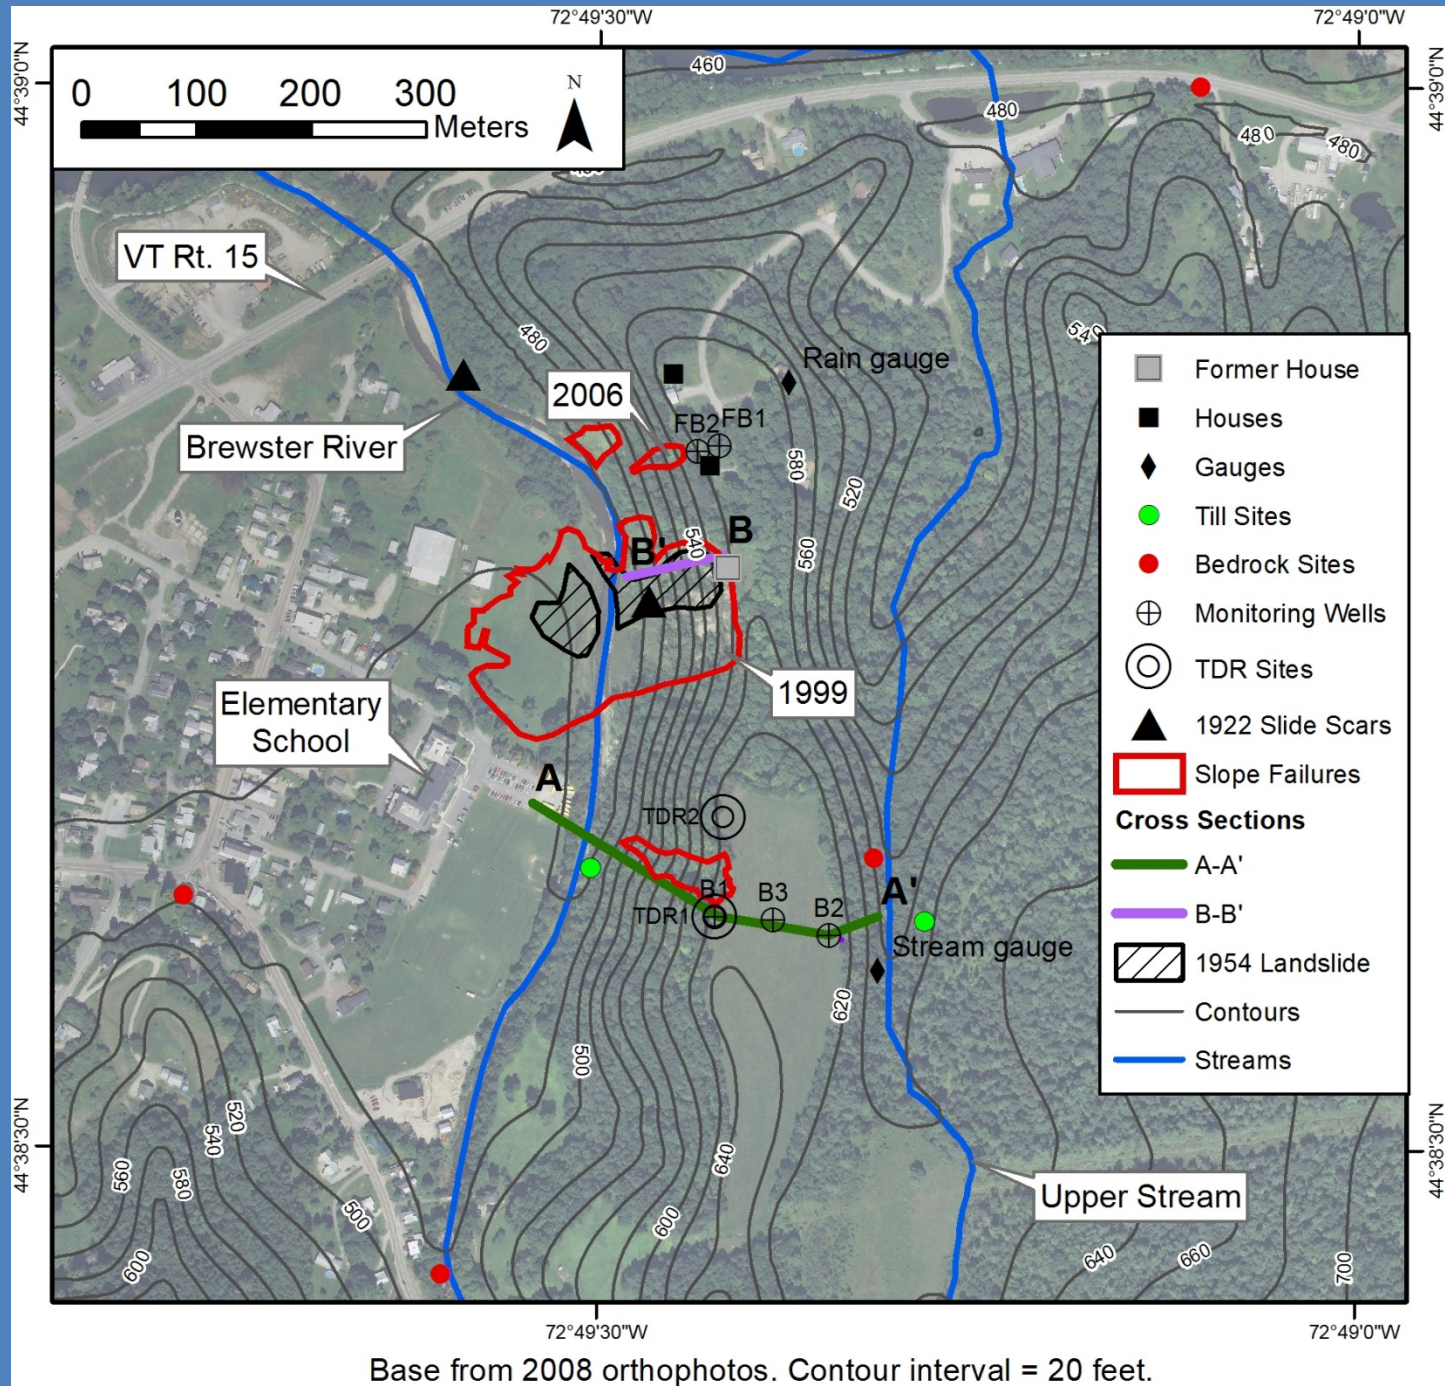 72°49'30"W
72°49'0"W
44°39'0"N
44°39'0"N
0 100 200 300
Meters
N
460
480
480
480
VT Rt. 15
480
540
Rain gauge
2006
FB2
FB1
Brewster River
580
520
540
B
B'
560
1999
Elementary
School
A
TDR2
B1
B3
B2
A'
TDR1
Stream gauge
620
500
520
540
560
580
640
500
600
600
Upper Stream
640
660
700
Former House
Houses
Gauges
Till Sites
Bedrock Sites
Monitoring Wells
TDR Sites
1922 Slide Scars
Slope Failures
Cross Sections
A-A'
B-B'
1954 Landslide
Contours
Streams
44°38'30"N
44°38'30"N
72°49'30"W
72°49'0"W
Base from 2008 orthophotos. Contour interval = 20 feet.